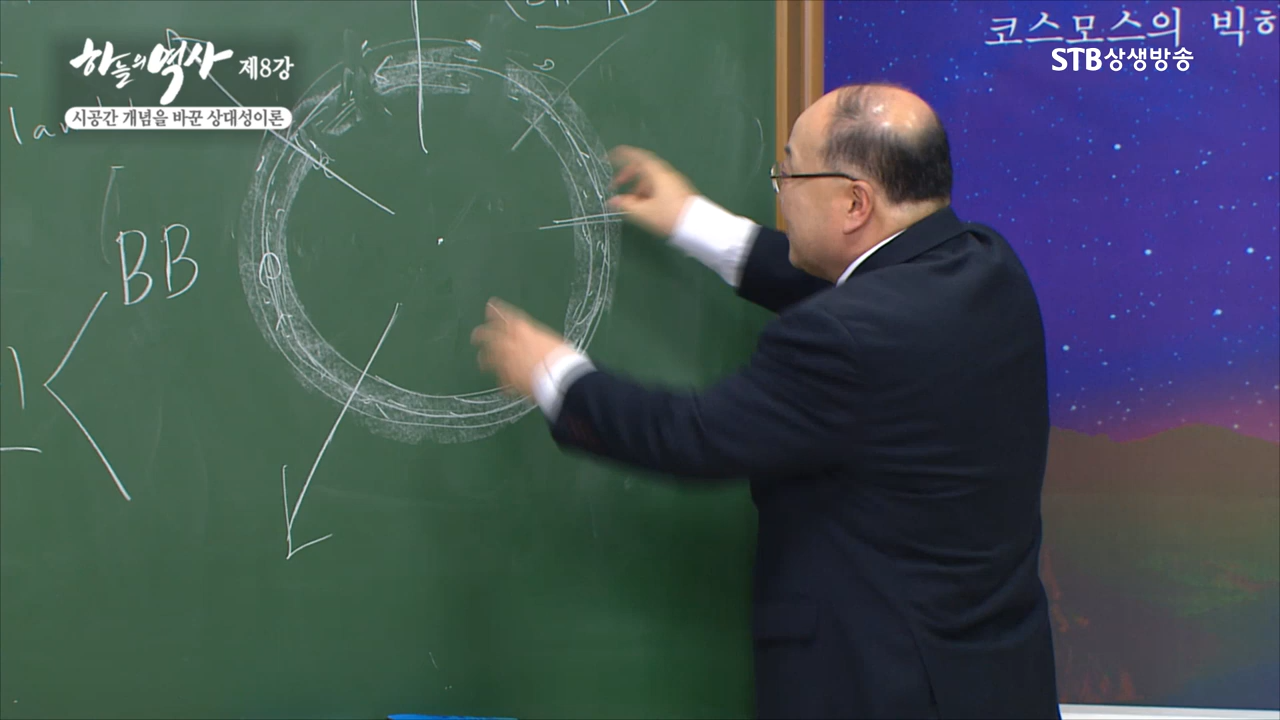 하늘의 역사 제8강
시공간 개념을 바꾼 상대성이론
코스모스의 빅히
STB상생방송
BB